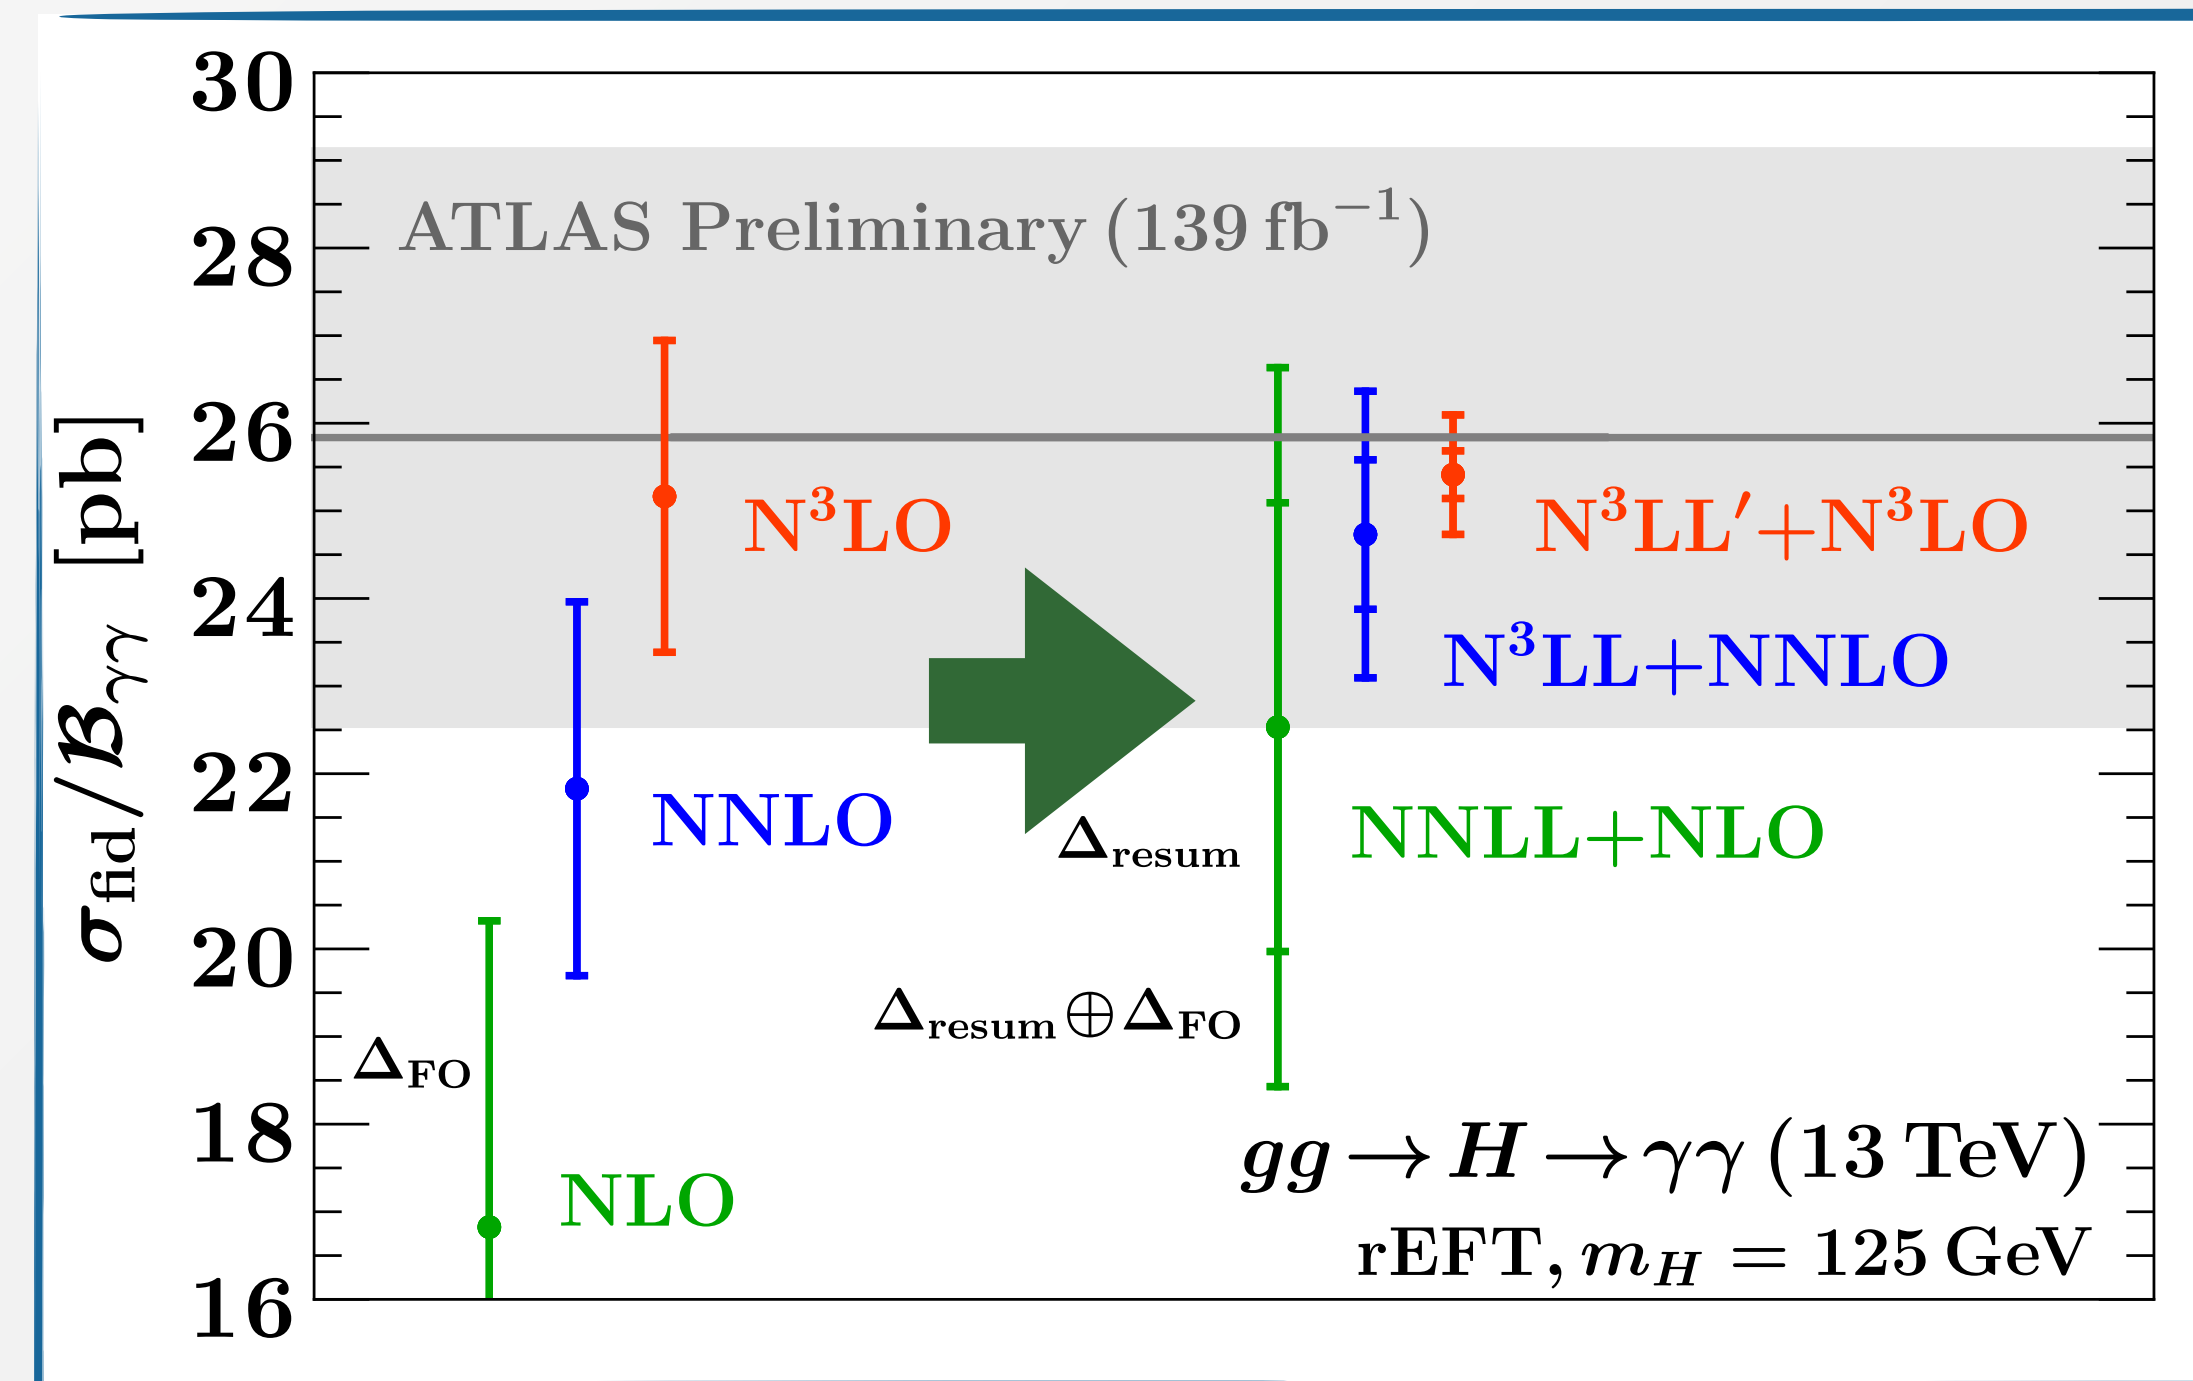 σfid/ℬγγ [pb]
30
28
26
24
22
20
18
16
ATLAS Preliminary (139 fb⁻¹)
N³LO
N³LL′+N³LO
N³LL+NNLO
NNLO
NNLL+NLO
Δresum
Δresum⊕ΔFO
ΔFO
NLO
gg→H→γγ (13 TeV)
rEFT, mH = 125 GeV